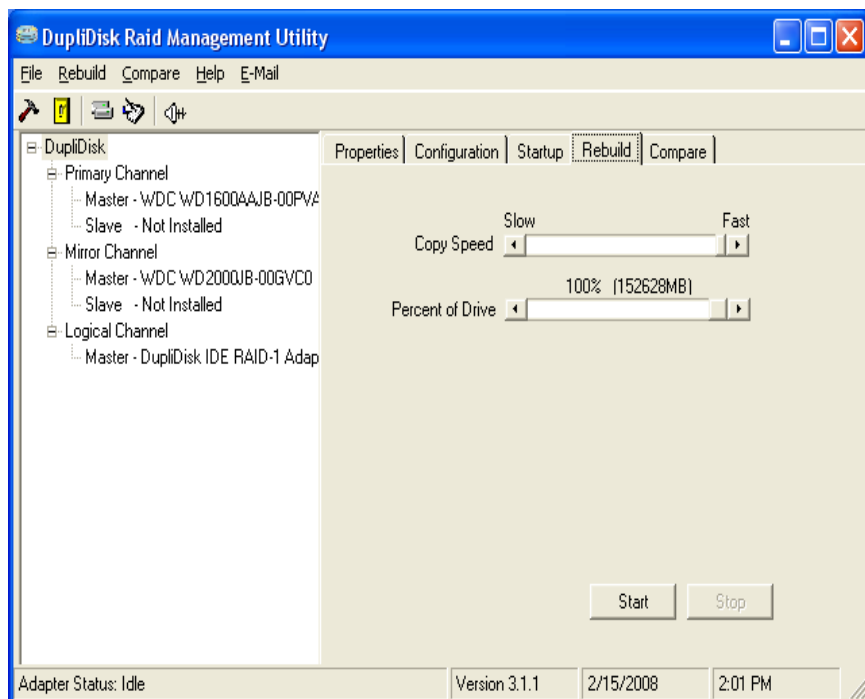 DupliDisk Raid Management Utility
File Rebuild Compare Help E-Mail
DupliDisk
Primary Channel
Master - WDC WD1600AAJB-00PVA
Slave - Not Installed
Mirror Channel
Master - WDC WD2000JB-00GVC0
Slave - Not Installed
Logical Channel
Master - DupliDisk IDE RAID-1 Adap
Properties Configuration Startup Rebuild Compare
Slow Fast
Copy Speed
100% (152628MB)
Percent of Drive
Start Stop
Adapter Status: Idle Version 3.1.1 2/15/2008 2:01 PM